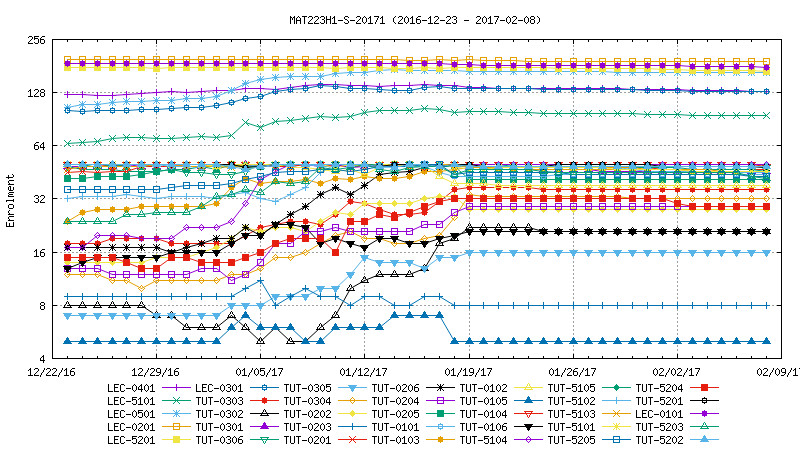 MAT223H1-S-20171 (2016-12-23 - 2017-02-08)
256
128
64
32
16
8
4
Enrolment
12/22/16 12/29/16 01/05/17 01/12/17 01/19/17 01/26/17 02/02/17 02/09/17
LEC-0401 LEC-0301 TUT-0305 TUT-0206 TUT-0102 TUT-5105 TUT-5204
LEC-5101 TUT-0303 TUT-0304 TUT-0204 TUT-0105 TUT-5102 TUT-5201
LEC-0501 TUT-0302 TUT-0202 TUT-0205 TUT-0104 TUT-5103 LEC-0101
LEC-0201 TUT-0301 TUT-0203 TUT-0101 TUT-0106 TUT-5101 TUT-5203
LEC-5201 TUT-0306 TUT-0201 TUT-0103 TUT-5104 TUT-5205 TUT-5202